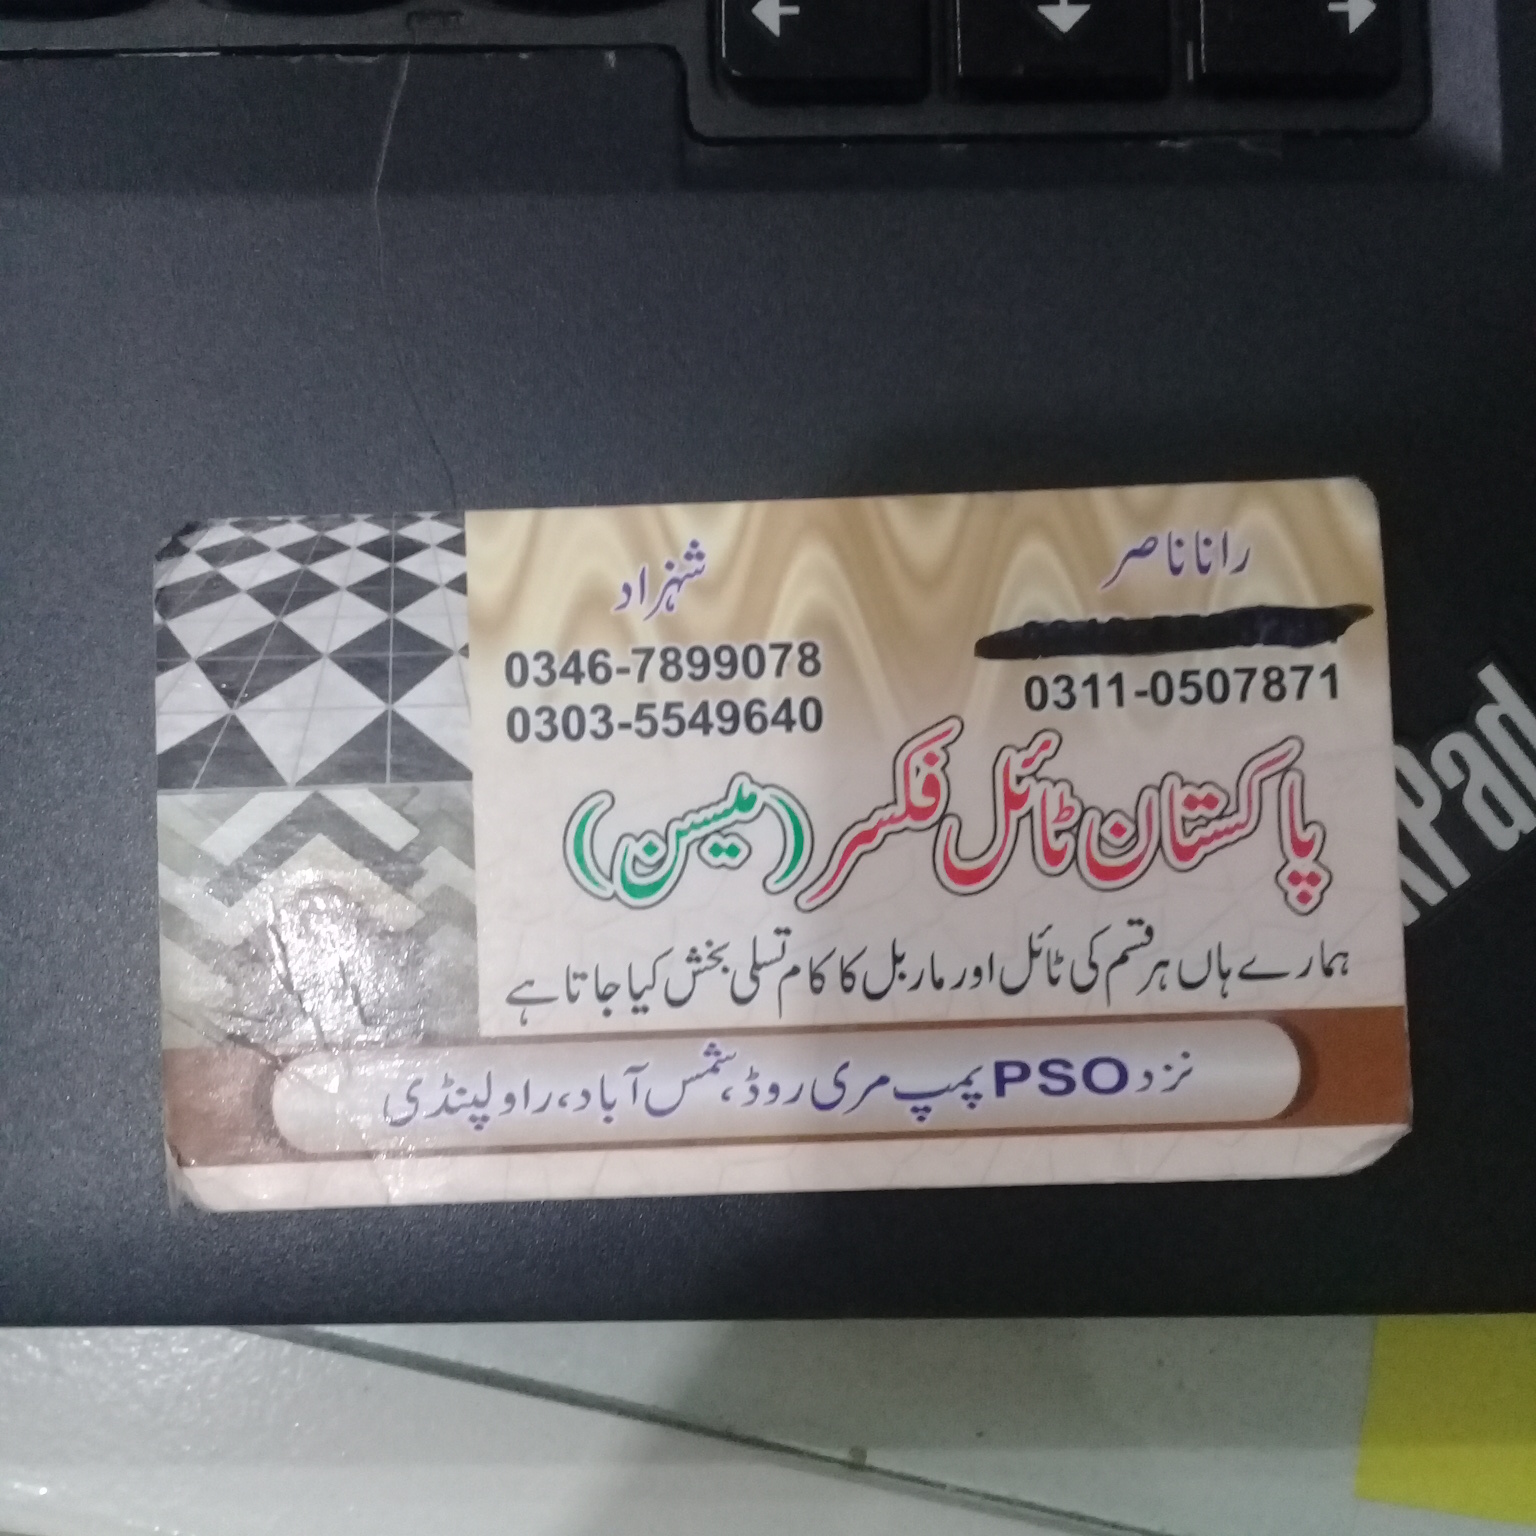 رانا ناصر
شہزاد
0311-0507871
0346-7899078
0303-5549640
پاکستان ٹائل فکسر (میسن)
ہمارے ہاں ہر قسم کی ٹائل اور ماربل کا کام تسلی بخش کیا جاتا ہے
نزد PSO پمپ مری روڈ، شمس آباد، راولپنڈی
Pad